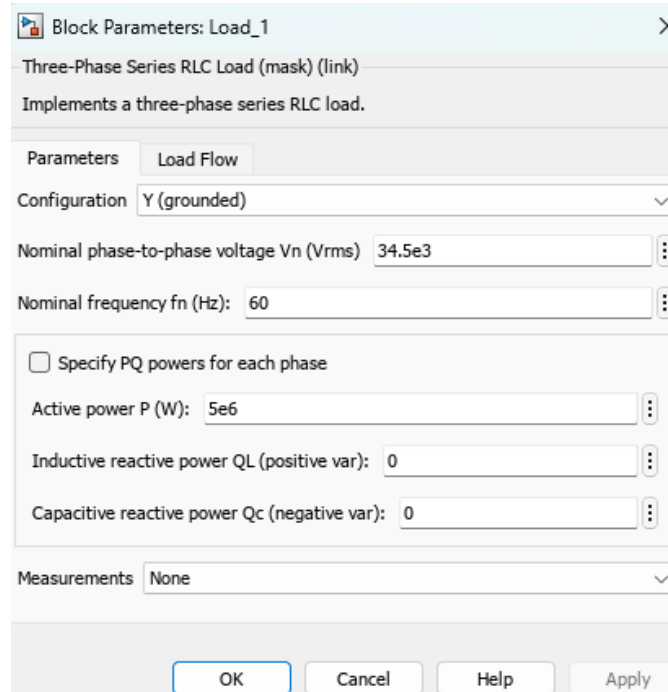 Block Parameters: Load_1
Three-Phase Series RLC Load (mask) (link)
Implements a three-phase series RLC load.
Parameters Load Flow
Configuration Y (grounded)
Nominal phase-to-phase voltage Vn (Vrms) 34.5e3
Nominal frequency fn (Hz): 60
Specify PQ powers for each phase
Active power P (W): 5e6
Inductive reactive power QL (positive var): 0
Capacitive reactive power Qc (negative var): 0
Measurements None
OK Cancel Help Apply